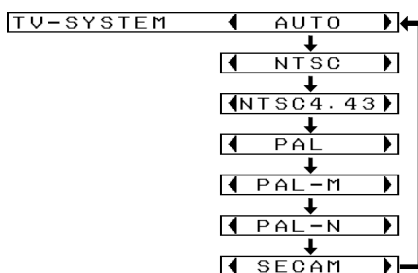 TV-SYSTEM AUTO
NTSC
NTSC4.43
PAL
PAL-M
PAL-N
SECAM